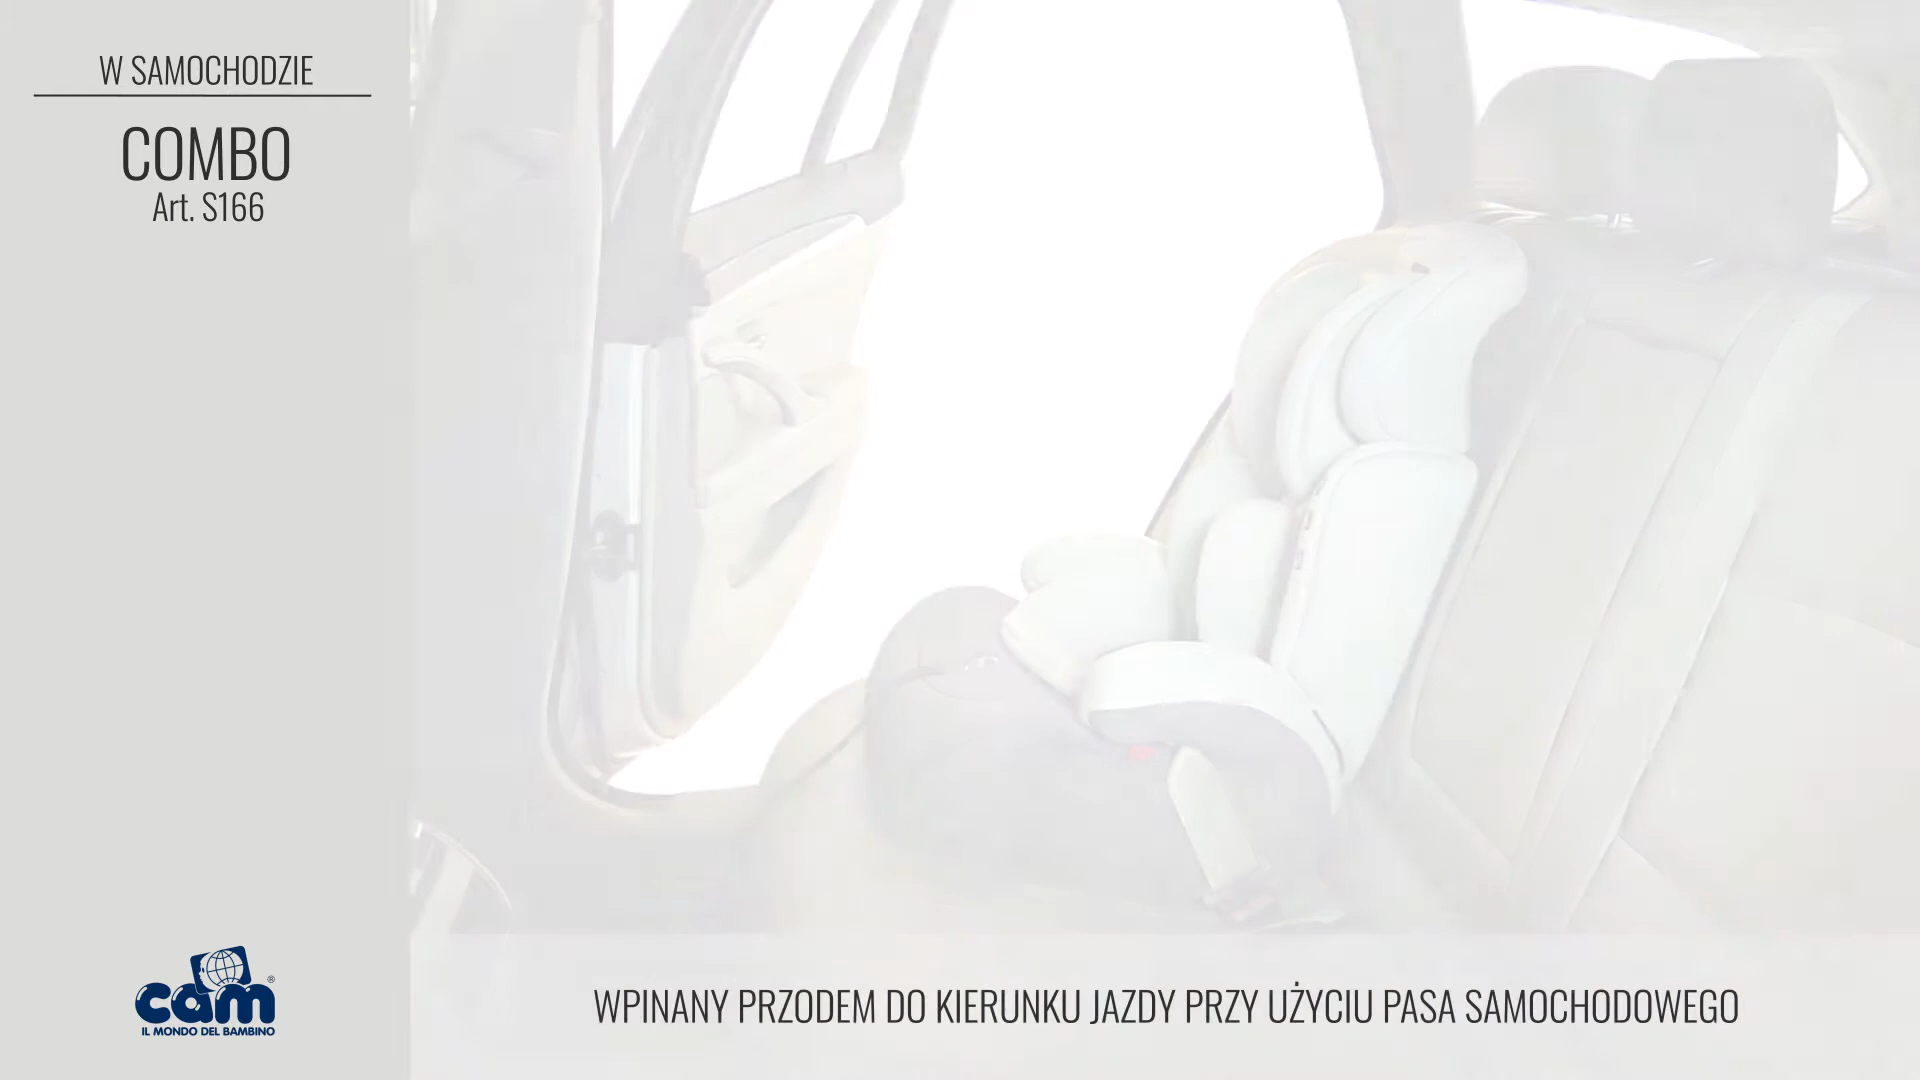 W SAMOCHODZIE
COMBO
Art. S166
cam®
IL MONDO DEL BAMBINO
WPINANY PRZODEM DO KIERUNKU JAZDY PRZY UŻYCIU PASA SAMOCHODOWEGO